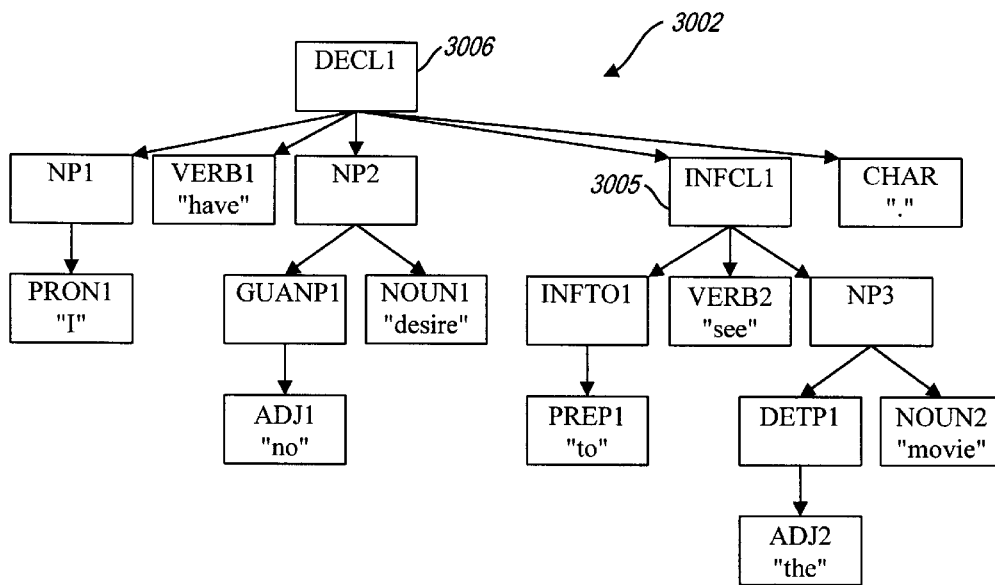 3002
DECL1
3006
NP1
VERB1
"have"
NP2
3005
INFCL1
CHAR
"."
PRON1
"I"
GUANP1
NOUN1
"desire"
INFTO1
VERB2
"see"
NP3
ADJ1
"no"
PREP1
"to"
DETP1
NOUN2
"movie"
ADJ2
"the"